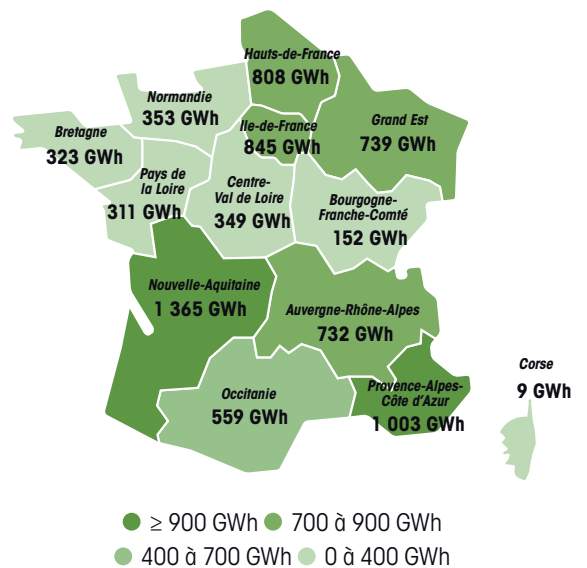 Hauts-de-France
808 GWh
Normandie
353 GWh
Ile-de-France
845 GWh
Grand Est
739 GWh
Bretagne
323 GWh
Pays de
la Loire
311 GWh
Centre-
Val de Loire
349 GWh
Bourgogne-
Franche-Comté
152 GWh
Nouvelle-Aquitaine
1 365 GWh
Auvergne-Rhône-Alpes
732 GWh
Occitanie
559 GWh
Provence-Alpes-
Côte d'Azur
1 003 GWh
Corse
9 GWh
≥ 900 GWh
700 à 900 GWh
400 à 700 GWh
0 à 400 GWh